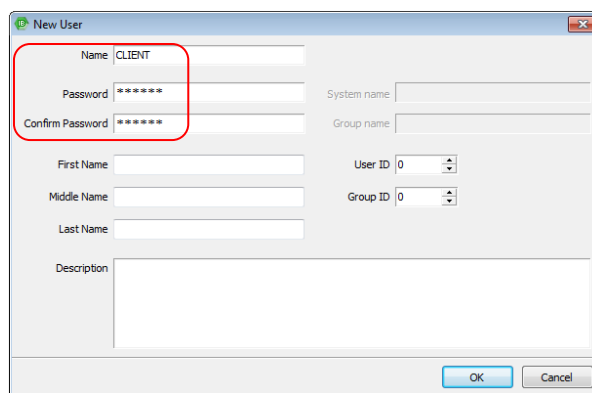 New User
Name CLIENT
Password ******
System name
Confirm Password ******
Group name
First Name
User ID 0
Middle Name
Group ID 0
Last Name
Description
OK Cancel